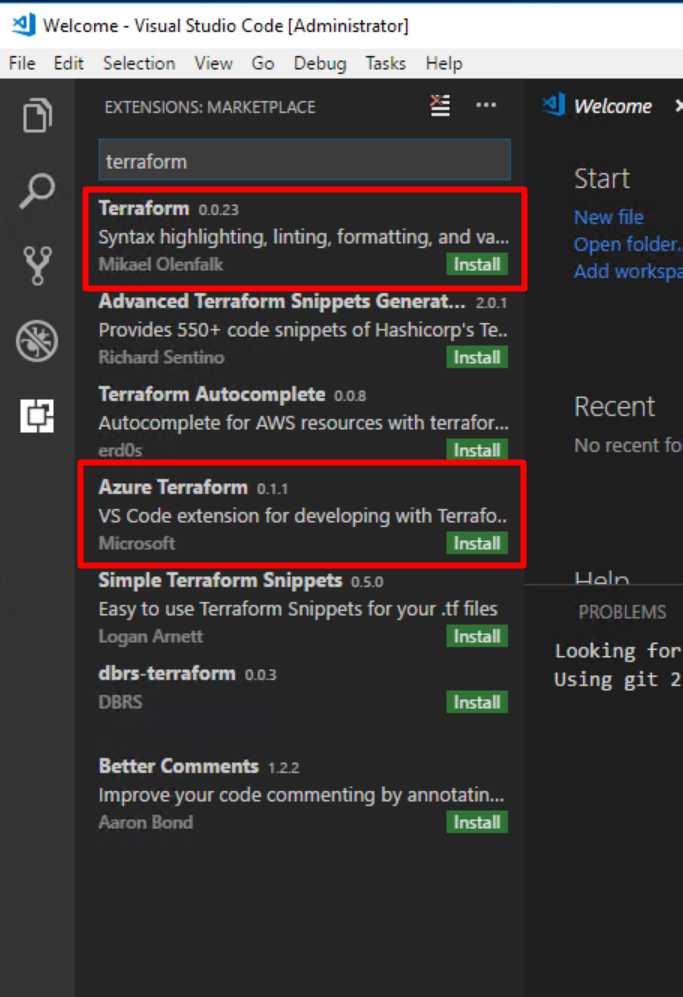 Welcome - Visual Studio Code [Administrator]
File Edit Selection View Go Debug Tasks Help
EXTENSIONS: MARKETPLACE
terraform
Terraform 0.0.23
Syntax highlighting, linting, formatting, and va...
Mikael Olenfalk Install
Advanced Terraform Snippets Generat... 2.0.1
Provides 550+ code snippets of Hashicorp's Te..
Richard Sentino Install
Terraform Autocomplete 0.0.8
Autocomplete for AWS resources with terrafor...
erd0s Install
Azure Terraform 0.1.1
VS Code extension for developing with Terrafo..
Microsoft Install
Simple Terraform Snippets 0.5.0
Easy to use Terraform Snippets for your .tf files
Logan Arnett Install
dbrs-terraform 0.0.3
DBRS Install
Better Comments 1.2.2
Improve your code commenting by annotatin...
Aaron Bond Install
Welcome
Start
New file
Open folder..
Add workspa
Recent
No recent fo
Help
PROBLEMS
Looking for
Using git 2